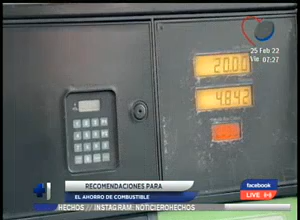 25 Feb 22
Vie 07:27
20.00
4.842
RECOMENDACIONES PARA
EL AHORRO DE COMBUSTIBLE
facebook
LIVE
HECHOS // INSTAGRAM: NOTICIEROHECHOS